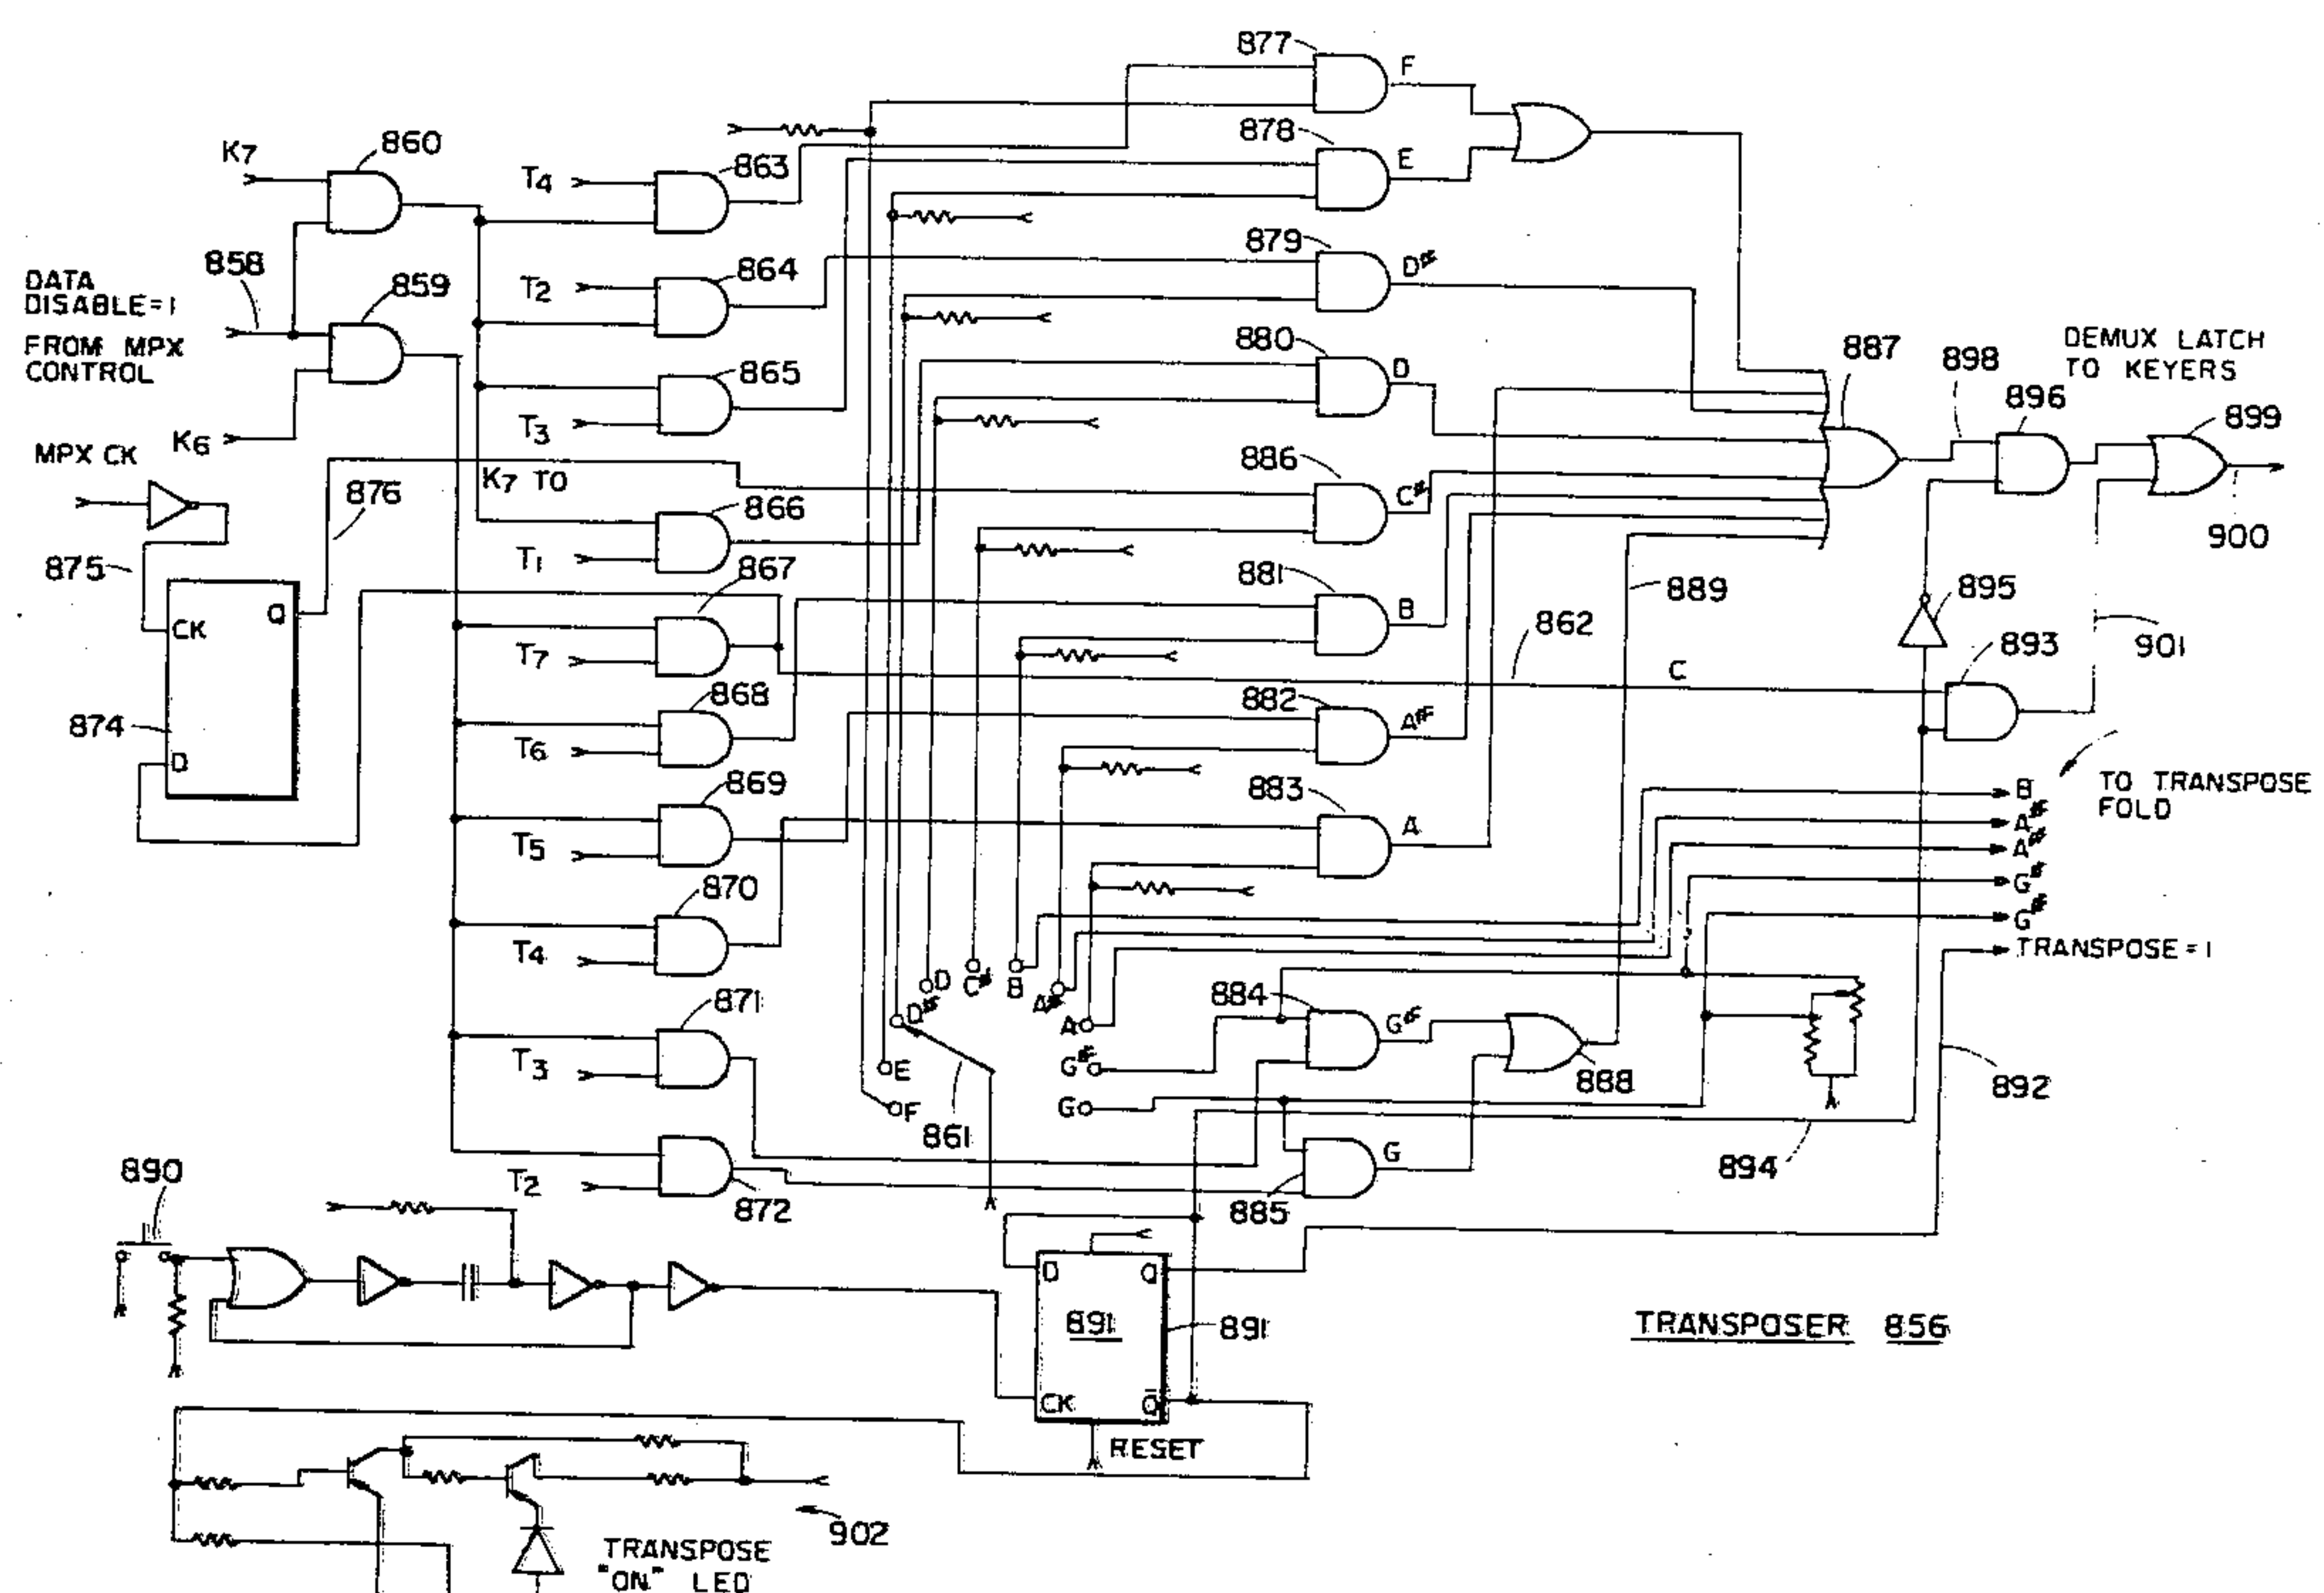 877
F
878
E
K7
860
T4
863
858
DATA
DISABLE=1
FROM MPX
CONTROL
859
T2
864
879
D#
880
D
887
DEMUX LATCH
TO KEYERS
898
896
899
865
T3
K6
MPX CK
876
K7 TO
866
T1
886
C#
900
875
867
881
B
889
862
895
893
901
CK
Q
T7
C
868
882
A#
874
D
T6
869
883
A
T5
TO TRANSPOSE
FOLD
B
A#
A#
G#
G#
TRANSPOSE=1
870
T4
D
C#
B
A#
D#
A
884
G#
871
T3
E
G#
888
892
F
G
861
885
G
894
890
T2
872
D
Q
891
891
CK
Q̅
RESET
TRANSPOSER 856
902
TRANSPOSE
"ON" LED